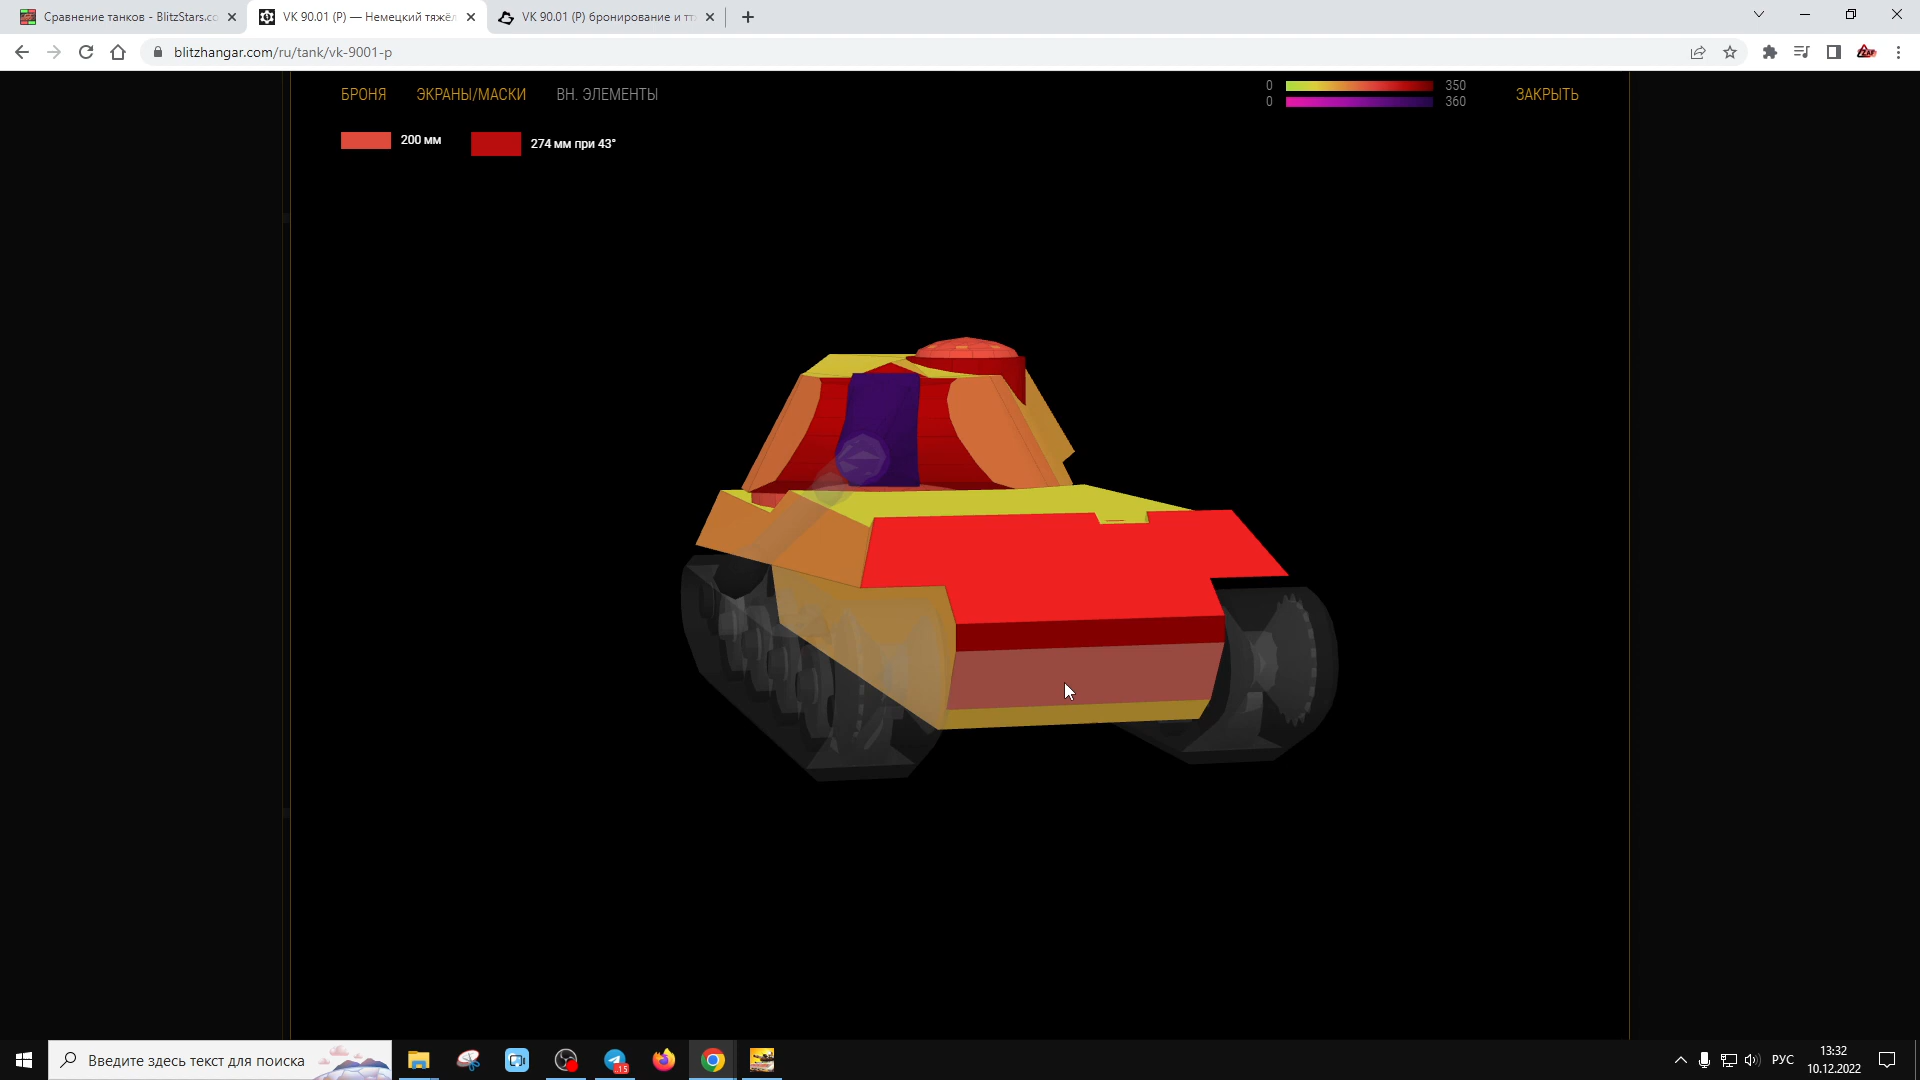 Сравнение танков - BlitzStars.co
VK 90.01 (P) — Немецкий тяжёл
VK 90.01 (P) бронирование и тт
blitzhangar.com/ru/tank/vk-9001-p
БРОНЯ ЭКРАНЫ/МАСКИ ВН. ЭЛЕМЕНТЫ
0 350
0 360
ЗАКРЫТЬ
200 мм 274 мм при 43°
Введите здесь текст для поиска
15
РУС
13:32
10.12.2022